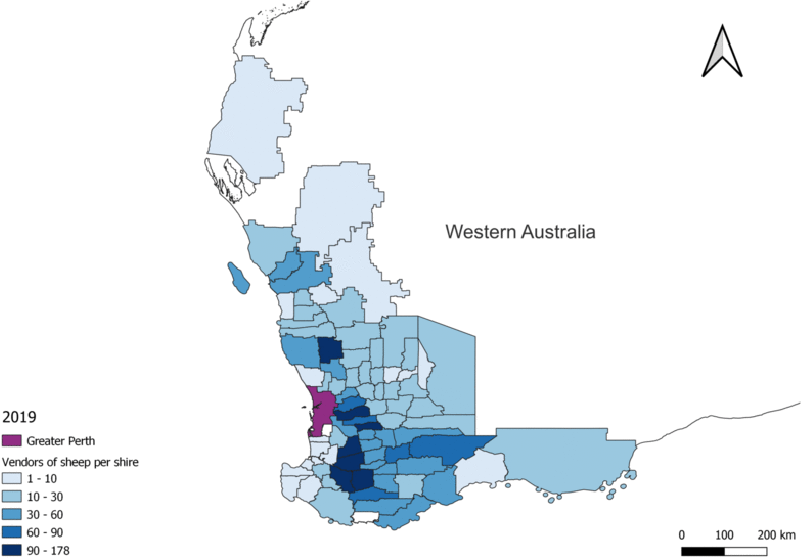 Western Australia
2019
Greater Perth
Vendors of sheep per shire
1 - 10
10 - 30
30 - 60
60 - 90
90 - 178
0 100 200 km